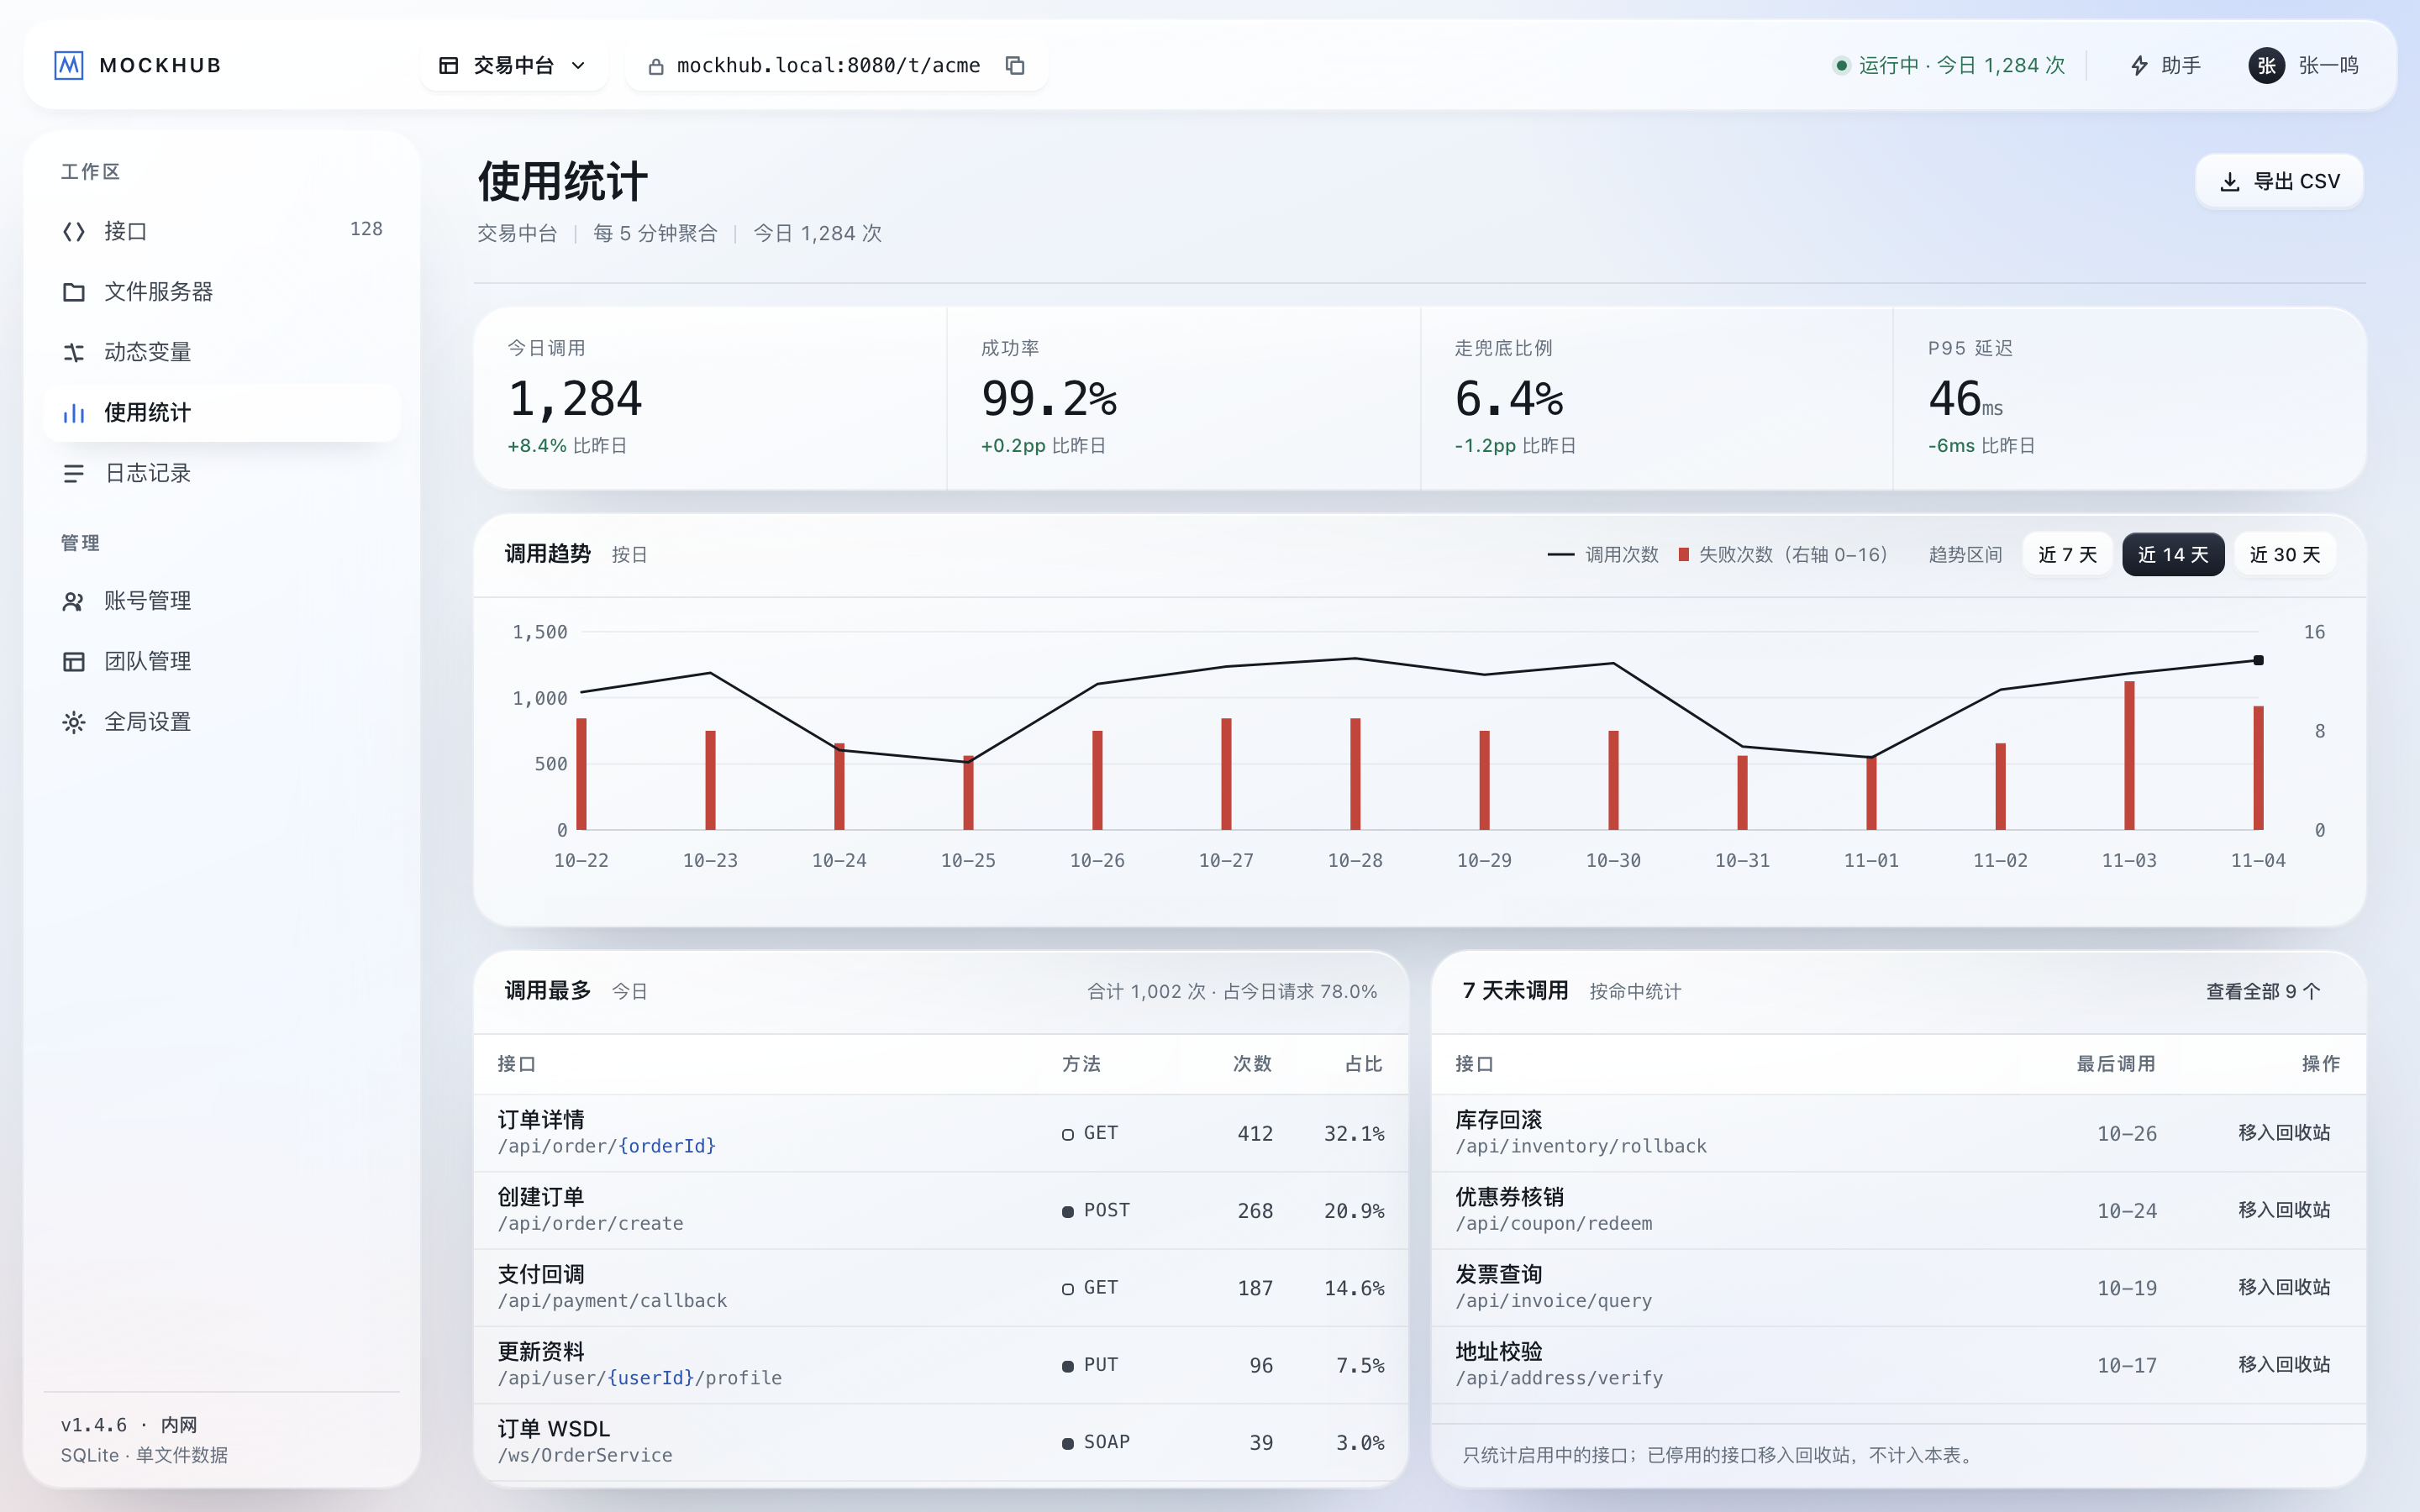 MOCKHUB
交易中台
mockhub.local:8080/t/acme
运行中 · 今日 1,284 次
助手
张 张一鸣
工作区
接口 128
文件服务器
动态变量
使用统计
日志记录
管理
账号管理
团队管理
全局设置
v1.4.6 · 内网
SQLite · 单文件数据
使用统计
交易中台 | 每 5 分钟聚合 | 今日 1,284 次
导出 CSV
今日调用
1,284
+8.4% 比昨日
成功率
99.2%
+0.2pp 比昨日
走兜底比例
6.4%
-1.2pp 比昨日
P95 延迟
46ms
-6ms 比昨日
调用趋势 按日
调用次数 失败次数（右轴 0–16） 趋势区间 近 7 天 近 14 天 近 30 天
1,500 16
1,000
8
500
0 0
10-22 10-23 10-24 10-25 10-26 10-27 10-28 10-29 10-30 10-31 11-01 11-02 11-03 11-04
调用最多 今日 合计 1,002 次 · 占今日请求 78.0%
接口 方法 次数 占比
订单详情
/api/order/{orderId} GET 412 32.1%
创建订单
/api/order/create POST 268 20.9%
支付回调
/api/payment/callback GET 187 14.6%
更新资料
/api/user/{userId}/profile PUT 96 7.5%
订单 WSDL
/ws/OrderService SOAP 39 3.0%
7 天未调用 按命中统计 查看全部 9 个
接口 最后调用 操作
库存回滚
/api/inventory/rollback 10-26 移入回收站
优惠券核销
/api/coupon/redeem 10-24 移入回收站
发票查询
/api/invoice/query 10-19 移入回收站
地址校验
/api/address/verify 10-17 移入回收站
只统计启用中的接口；已停用的接口移入回收站，不计入本表。